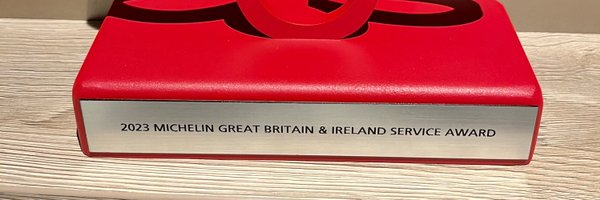 2023 MICHELIN GREAT BRITAIN & IRELAND SERVICE AWARD